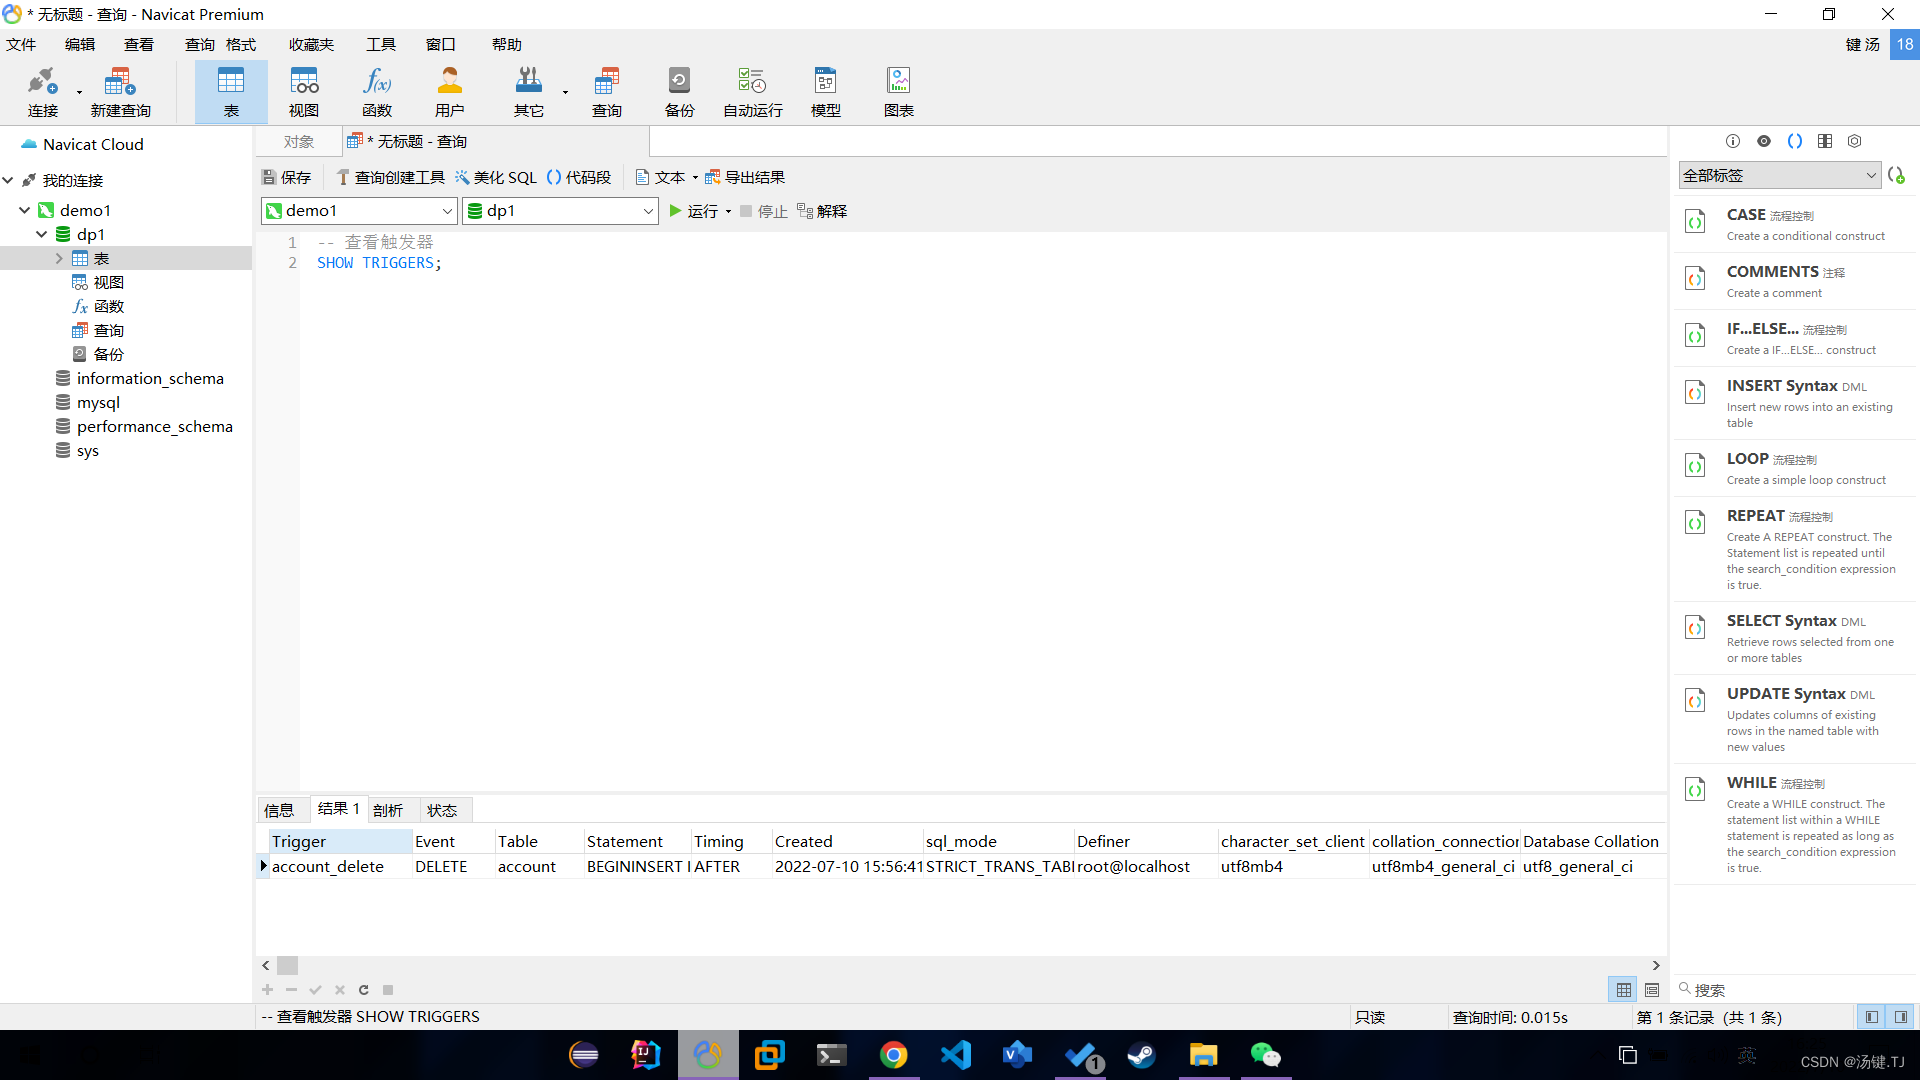 * 无标题 - 查询 - Navicat Premium
文件 编辑 查看 查询 格式 收藏夹 工具 窗口 帮助 键 汤 18
连接 新建查询 表 视图 函数 用户 其它 查询 备份 自动运行 模型 图表
Navicat Cloud
我的连接
demo1
dp1
表
视图
函数
查询
备份
information_schema
mysql
performance_schema
sys
对象 * 无标题 - 查询
保存 查询创建工具 美化 SQL 代码段 文本 导出结果
demo1 dp1 运行 停止 解释
1 -- 查看触发器
2 SHOW TRIGGERS;
信息 结果 1 剖析 状态
Trigger Event Table Statement Timing Created sql_mode Definer character_set_client collation_connection Database Collation
account_delete DELETE account BEGININSERT I AFTER 2022-07-10 15:56:41 STRICT_TRANS_TABI root@localhost utf8mb4 utf8mb4_general_ci utf8_general_ci
-- 查看触发器 SHOW TRIGGERS 只读 查询时间: 0.015s 第 1 条记录 (共 1 条)
全部标签
CASE 流程控制
Create a conditional construct
COMMENTS 注释
Create a comment
IF...ELSE... 流程控制
Create a IF...ELSE... construct
INSERT Syntax DML
Insert new rows into an existing
table
LOOP 流程控制
Create a simple loop construct
REPEAT 流程控制
Create A REPEAT construct. The
Statement list is repeated until
the search_condition expression
is true.
SELECT Syntax DML
Retrieve rows selected from one
or more tables
UPDATE Syntax DML
Updates columns of existing
rows in the named table with
new values
WHILE 流程控制
Create a WHILE construct. The
statement list within a WHILE
statement is repeated as long as
the search_condition expression
is true.
搜索
1
英
CSDN @汤键.TJ